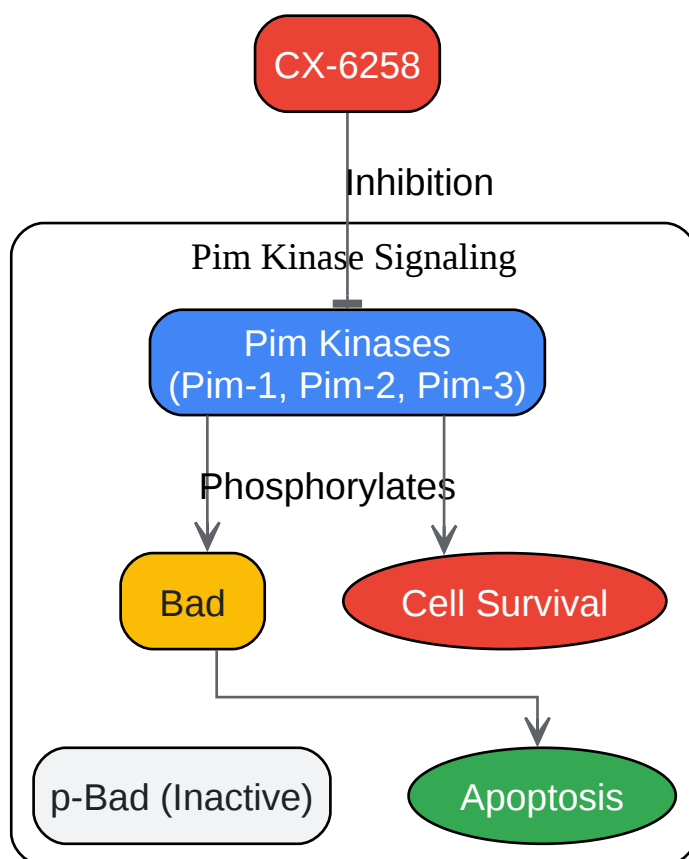 CX-6258
Inhibition
Pim Kinase Signaling
Pim Kinases
(Pim-1, Pim-2, Pim-3)
Phosphorylates
Bad
Cell Survival
p-Bad (Inactive)
Apoptosis